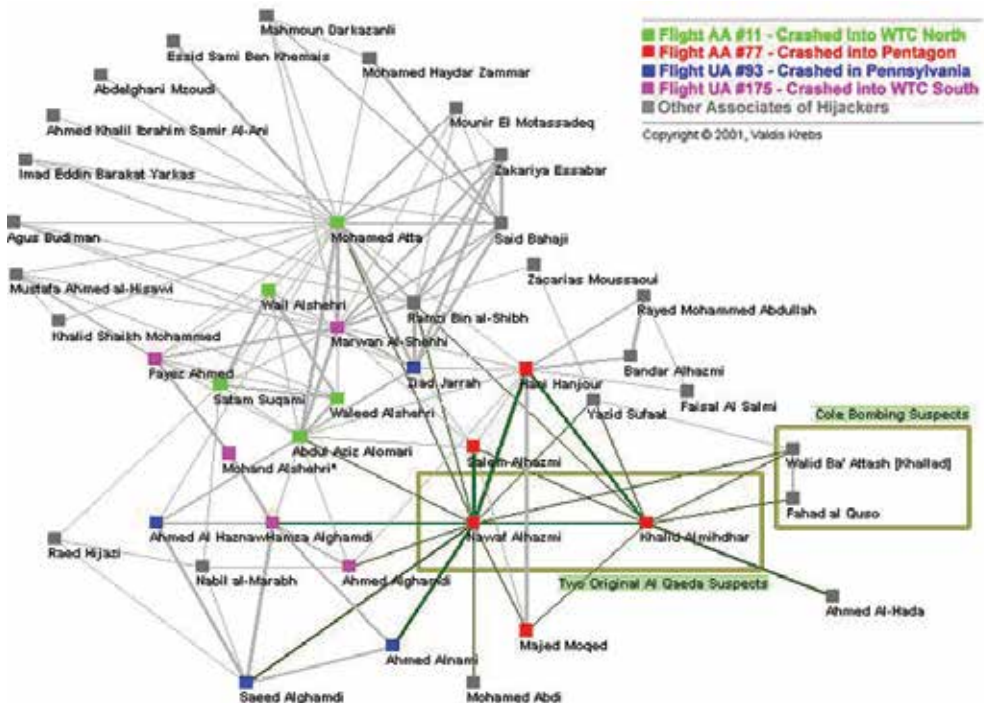 Flight AA #11 - Crashed into WTC North
Flight AA #77 - Crashed into Pentagon
Flight UA #93 - Crashed in Pennsylvania
Flight UA #175 - Crashed into WTC South
Other Associates of Hijackers
Copyright © 2001, Valdis Krebs
Mahmoun Darkazanli
Essid Sami Ben Khemais
Mohamed Haydar Zammar
Abdelghani Mzoudi
Mounir El Motassadeq
Ahmed Khalil Ibrahim Samir Al-Ani
Imad Eddin Barakat Yarkas
Zakariya Essabar
Agus Budiman
Mohamed Atta
Said Bahaji
Mustafa Ahmed al-Hisawi
Zacarias Moussaoui
Wail Alshehri
Ramzi Bin al-Shibh
Rayed Mohammed Abdullah
Khalid Shaikh Mohammed
Marwan Al-Shehhi
Fayez Ahmed
Ziad Jarrah
Hani Hanjour
Bandar Alhazmi
Satam Suqami
Waleed Alshehri
Yazid Sufaat
Faisal Al Salmi
Cole Bombing Suspects
Abdul Aziz Alomari
Mohand Alshehri*
Salem Alhazmi
Walid Ba' Attash [Khallad]
Fahad al Quso
Ahmed Al Haznawi
Hamza Alghamdi
Nawaf Alhazmi
Khalid Almihdhar
Raed Hijazi
Nabil al-Marabh
Ahmed Alghamdi
Two Original Al Qaeda Suspects
Ahmed Al-Hada
Ahmed Alnami
Majed Moqed
Saeed Alghamdi
Mohamed Abdi